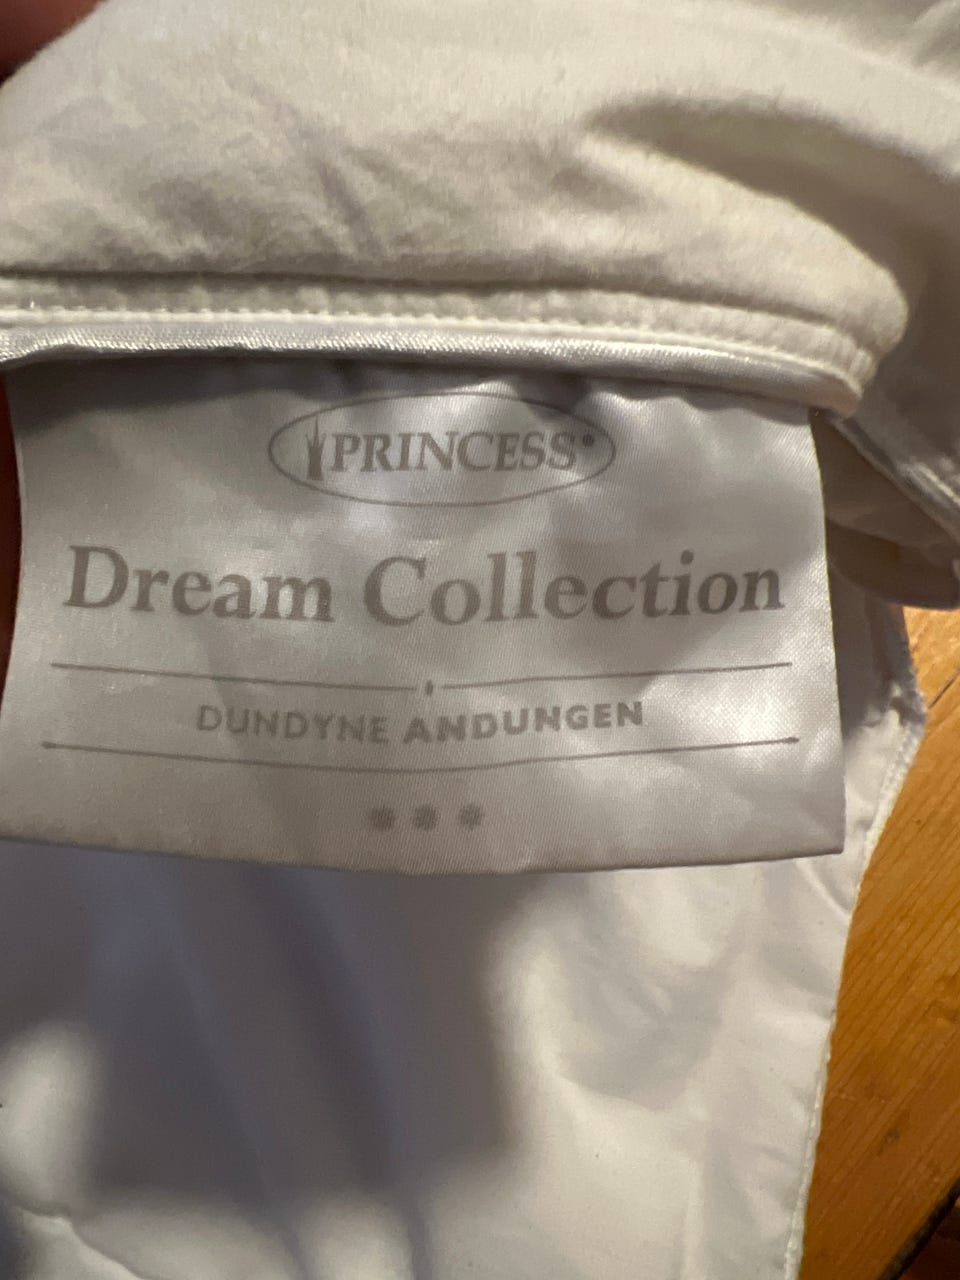 PRINCESS®
Dream Collection
DUNDYNE ANDUNGEN